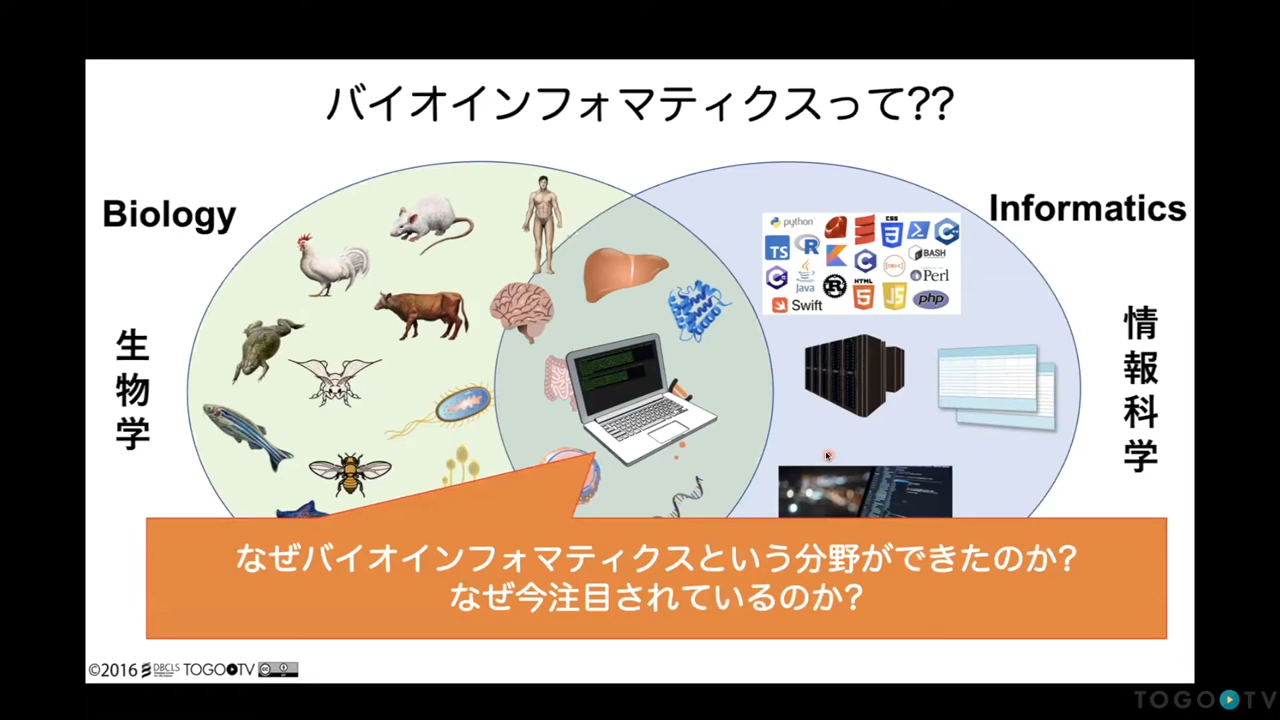 バイオインフォマティクスって??
Biology
Informatics
生物学
情報科学
python
CSS
TS
R
BASH
Java
Perl
HTML
JS
php
Swift
なぜバイオインフォマティクスという分野ができたのか?
なぜ今注目されているのか?
©2016 DBCLS TOGOTV
TOGOTV